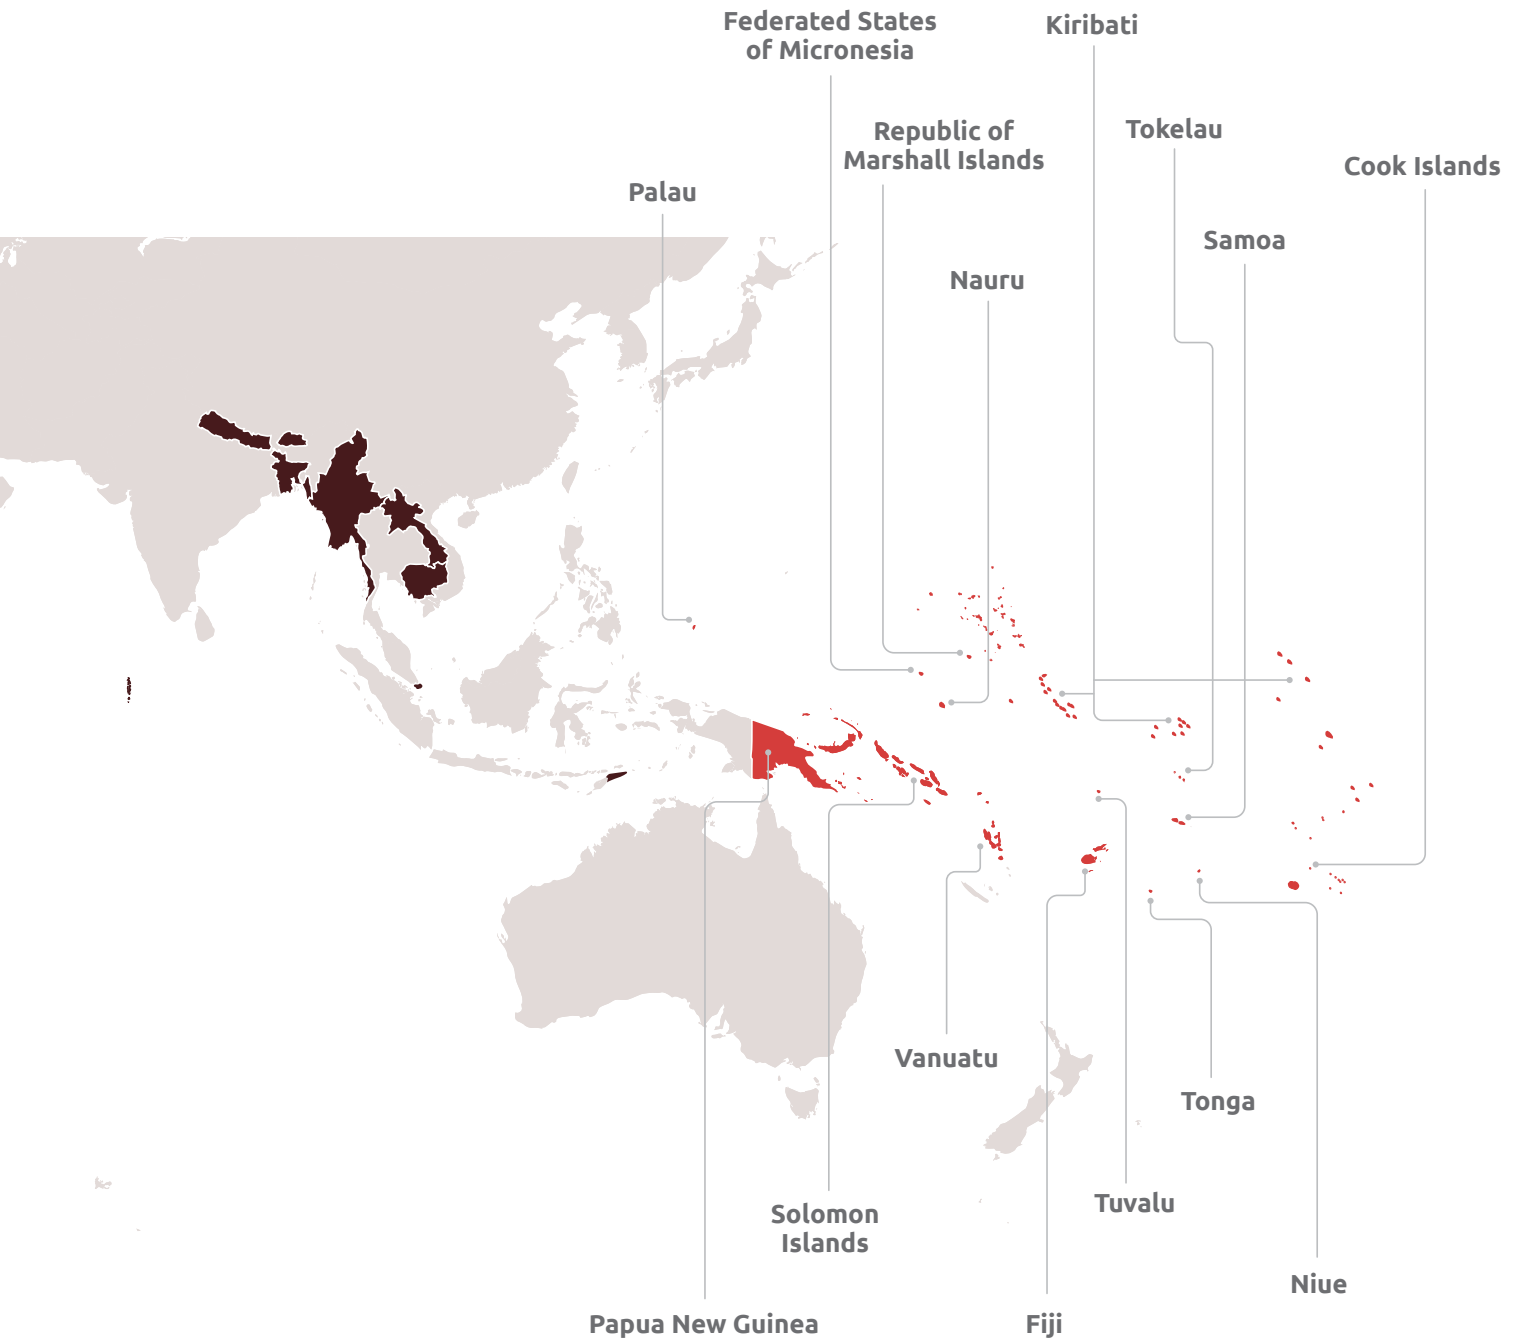 Federated States
of Micronesia
Kiribati
Republic of
Marshall Islands
Tokelau
Cook Islands
Palau
Samoa
Nauru
Vanuatu
Tonga
Tuvalu
Solomon
Islands
Niue
Papua New Guinea
Fiji